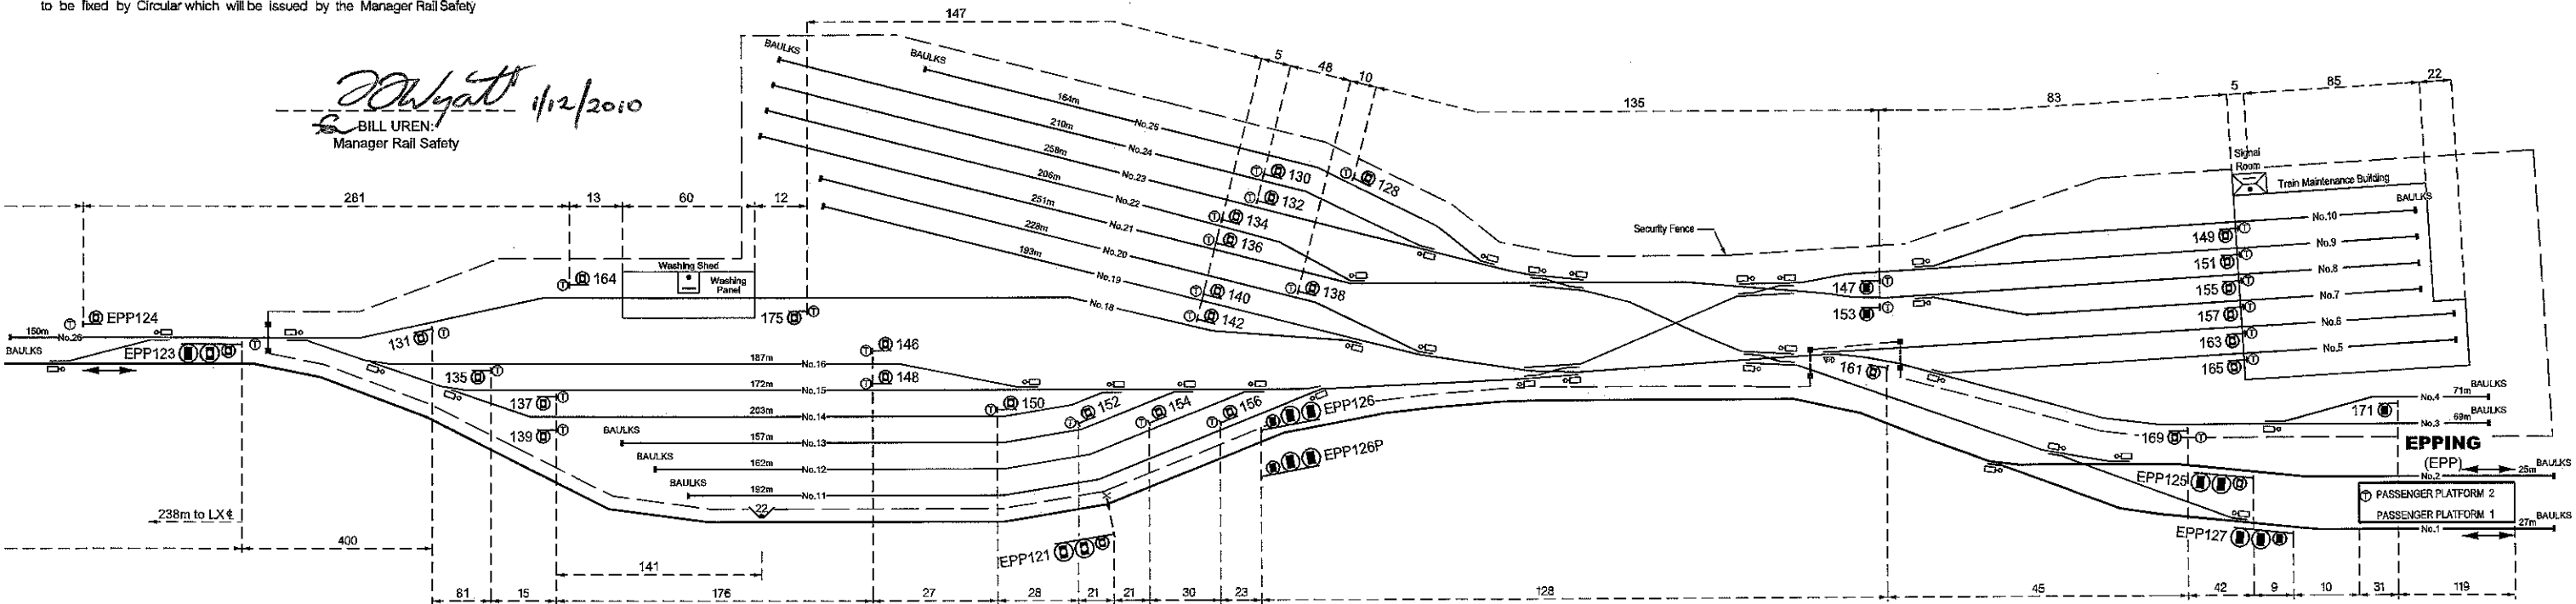 to be fixed by Circular which will be issued by the Manager Rail Safety
1/12/2010
BILL UREN:
Manager Rail Safety
147
5
48
10
135
83
5
85
22
BAULKS
BAULKS
164m No.25
210m No.24
258m No.23
206m No.22
251m No.21
228m No.20
193m No.19
No.18
T 130
T 128
T 132
T 134
T 136
T 138
T 140
T 142
Security Fence
Signal
Room
Train Maintenance Building
BAULKS
No.10
No.9
No.8
No.7
No.6
No.5
149 T
151 T
155 T
157 T
163 T
165 T
147 T
153 T
161 T
281
13
60
12
T 164
Washing Shed
Washing
Panel
175 T
T EPP124
150m No.26
BAULKS
EPP123 T
131 T
135 T
137 T
139 T
187m No.16
172m No.15
203m No.14
BAULKS 157m No.13
BAULKS 162m No.12
BAULKS 192m No.11
T 146
T 148
T 150
T 152
T 154
T 156
EPP126
EPP126P
EPP121
22
238m to LX ℄
400
141
171
No.4 71m BAULKS
No.3 69m BAULKS
169 T
EPPING
(EPP)
EPP125
No.2 25m BAULKS
T PASSENGER PLATFORM 2
PASSENGER PLATFORM 1
EPP127
No.1 27m BAULKS
81
15
176
27
28
21
21
30
23
128
45
42
9
10
31
119